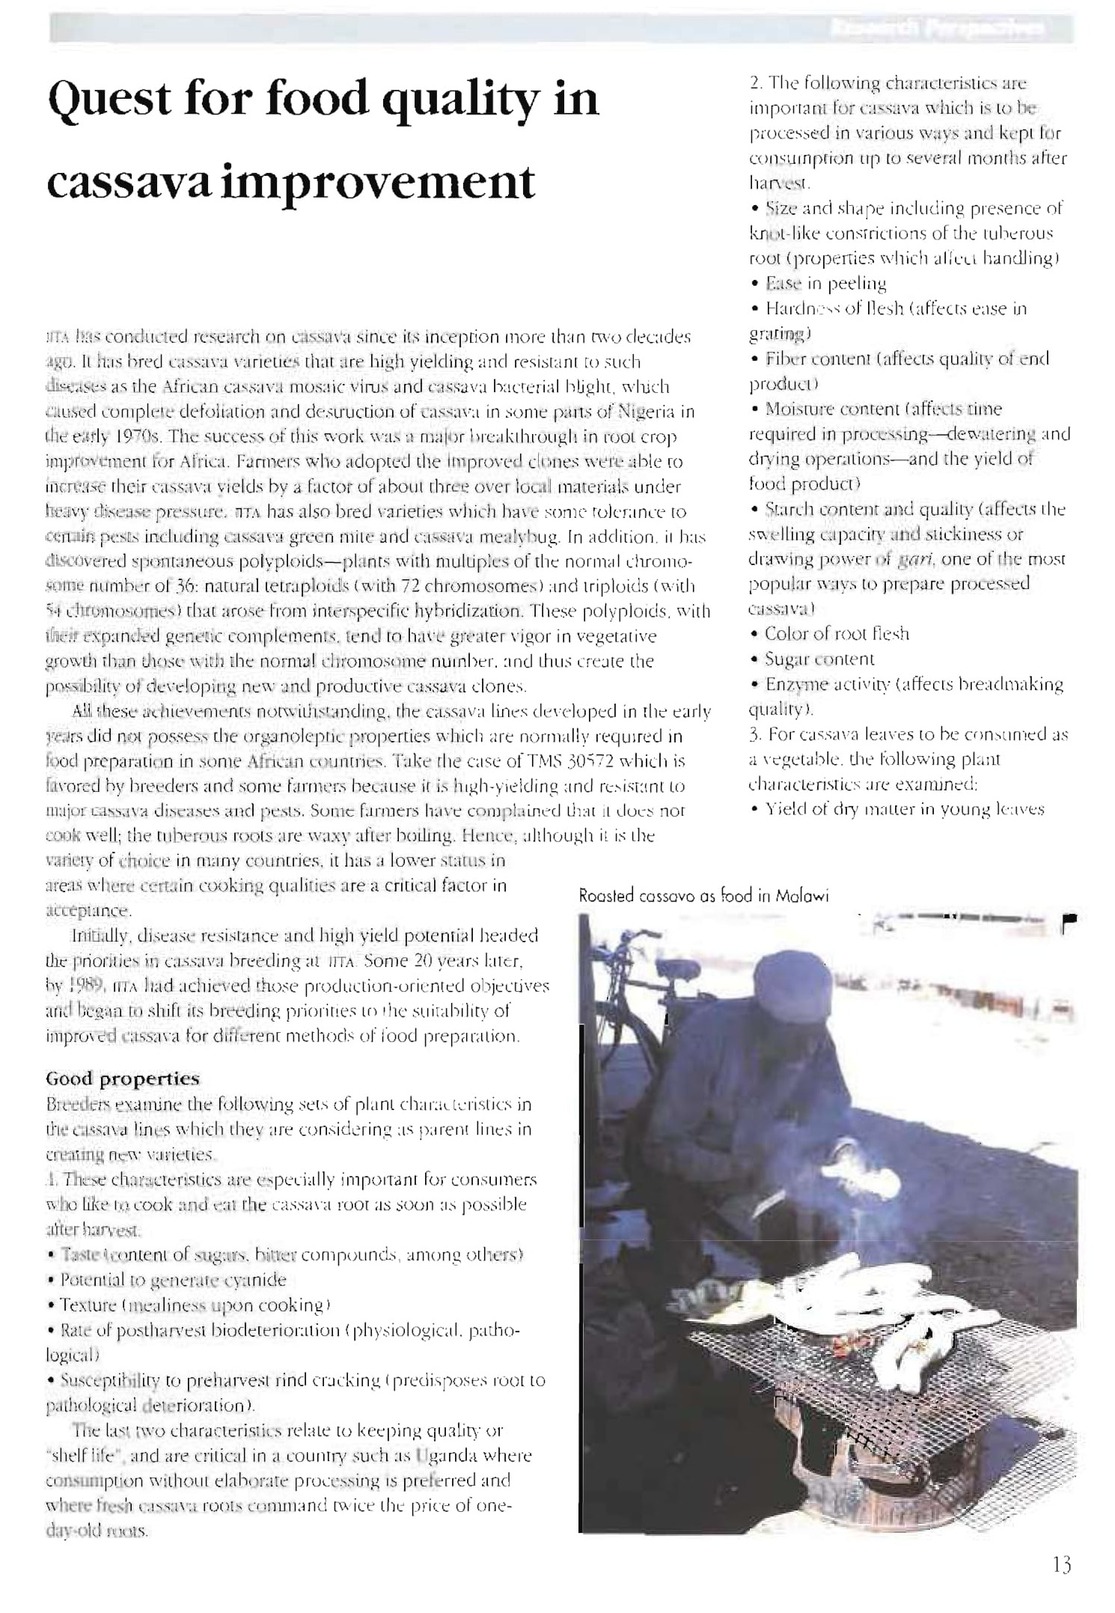 Research Perspectives
Quest for food quality in
cassava improvement
IITA has conducted research on cassava since its inception more than two decades
ago. It has bred cassava varieties that are high yielding and resistant to such
diseases as the African cassava mosaic virus and cassava bacterial blight, which
caused complete defoliation and destruction of cassava in some parts of Nigeria in
the early 1970s. The success of this work was a major breakthrough in root crop
improvement for Africa. Farmers who adopted the improved clones were able to
increase their cassava yields by a factor of about three over local materials under
heavy disease pressure. IITA has also bred varieties which have some tolerance to
certain pests including cassava green mite and cassava mealybug. In addition, it has
discovered spontaneous polyploids—plants with multiples of the normal chromo-
some number of 36: natural tetraploids (with 72 chromosomes) and triploids (with
54 chromosomes) that arose from interspecific hybridization. These polyploids, with
their expanded genetic complements, tend to have greater vigor in vegetative
growth than those with the normal chromosome number, and thus create the
possibility of developing new and productive cassava clones.
All these achievements notwithstanding, the cassava lines developed in the early
years did not possess the organoleptic properties which are normally required in
food preparation in some African countries. Take the case of TMS 30572 which is
favored by breeders and some farmers because it is high-yielding and resistant to
major cassava diseases and pests. Some farmers have complained that it does not
cook well; the tuberous roots are waxy after boiling. Hence, although it is the
variety of choice in many countries, it has a lower status in
areas where certain cooking qualities are a critical factor in
acceptance.
Initially, disease resistance and high yield potential headed
the priorities in cassava breeding at IITA. Some 20 years later,
by 1989, IITA had achieved those production-oriented objectives
and began to shift its breeding priorities to the suitability of
improved cassava for different methods of food preparation.
Good properties
Breeders examine the following sets of plant characteristics in
the cassava lines which they are considering as parent lines in
creating new varieties.
1. These characteristics are especially important for consumers
who like to cook and eat the cassava root as soon as possible
after harvest.
• Taste (content of sugars, bitter compounds, among others)
• Potential to generate cyanide
• Texture (mealiness upon cooking)
• Rate of postharvest biodeterioration (physiological, patho-
logical)
• Susceptibility to preharvest rind cracking (predisposes root to
pathological deterioration).
The last two characteristics relate to keeping quality or
"shelf life", and are critical in a country such as Uganda where
consumption without elaborate processing is preferred and
where fresh cassava roots command twice the price of one-
day-old roots.
2. The following characteristics are
important for cassava which is to be
processed in various ways and kept for
consumption up to several months after
harvest.
• Size and shape including presence of
knot-like constrictions of the tuberous
root (properties which affect handling)
• Ease in peeling
• Hardness of flesh (affects ease in
grating)
• Fiber content (affects quality of end
product)
• Moisture content (affects time
required in processing—dewatering and
drying operations—and the yield of
food product)
• Starch content and quality (affects the
swelling capacity and stickiness or
drawing power of gari, one of the most
popular ways to prepare processed
cassava)
• Color of root flesh
• Sugar content
• Enzyme activity (affects breadmaking
quality).
3. For cassava leaves to be consumed as
a vegetable, the following plant
characteristics are examined:
• Yield of dry matter in young leaves
Roasted cassava as food in Malawi
13